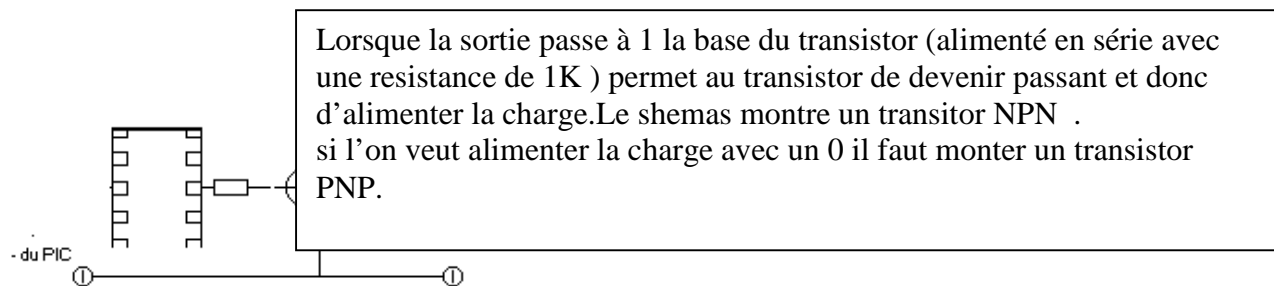 Lorsque la sortie passe à 1 la base du transistor (alimenté en série avec
une resistance de 1K ) permet au transistor de devenir passant et donc
d’alimenter la charge.Le shemas montre un transitor NPN .
si l’on veut alimenter la charge avec un 0 il faut monter un transistor
PNP.
- du PIC